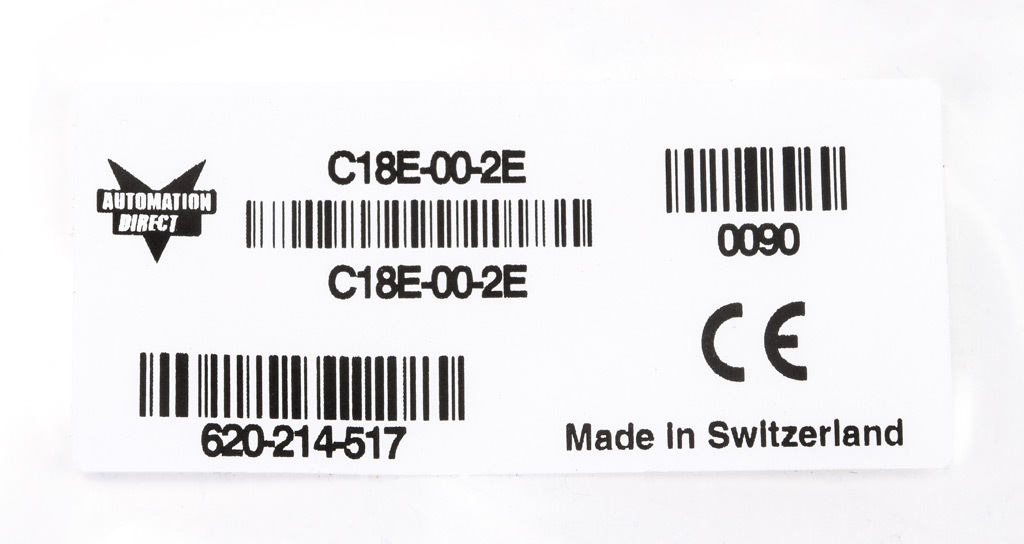 AUTOMATION
DIRECT
C18E-00-2E
C18E-00-2E
0090
CE
620-214-517
Made in Switzerland